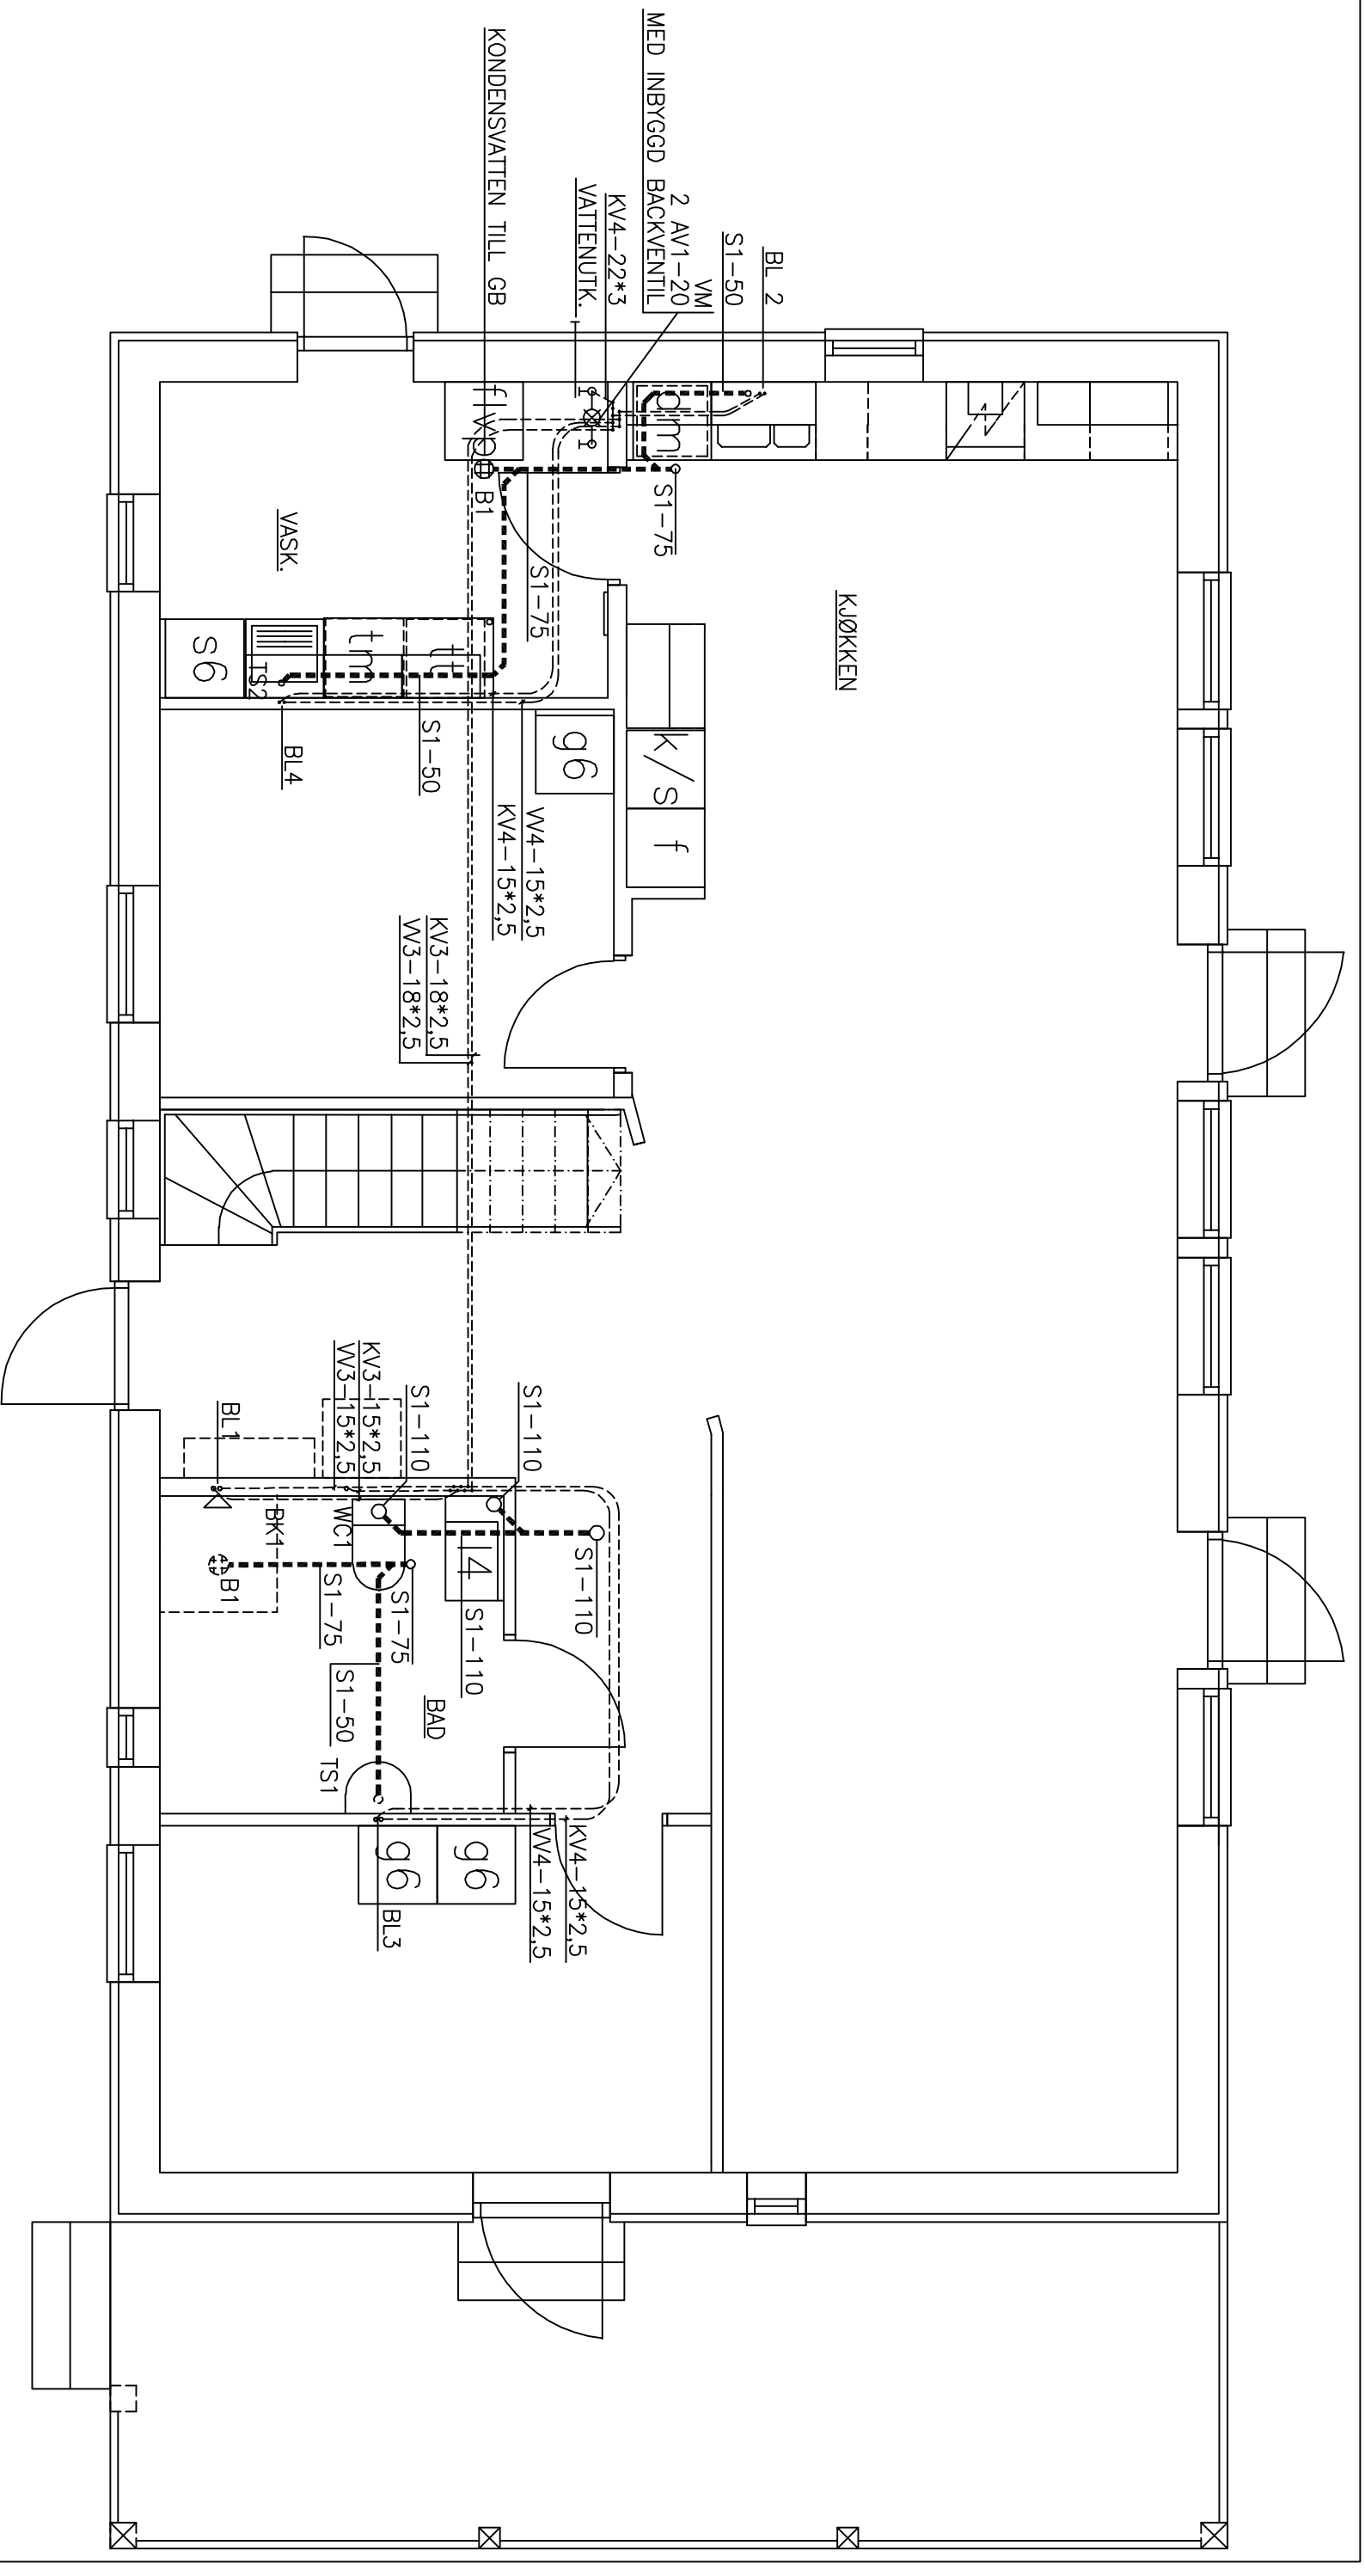 BL 2
S1-50
VM
2 AV1-20
MED INBYGGD BACKVENTIL
KV4-22*3
VATTENUTK.
KONDENSVATTEN TILL GB
dm
S1-75
KJØKKEN
flvp
B1
S1-75
VASK.
tt
tm
TS2
s6
S1-50
BL4
k/s
f
g6
VV4-15*2,5
KV4-15*2,5
KV3-18*2,5
VV3-18*2,5
S1-110
S1-110
KV3-15*2,5
VV3-15*2,5
BL1
WC1
BK1
l4
S1-110
S1-110
S1-75
S1-75
B1
S1-50
BAD
TS1
g6
g6
KV4-15*2,5
VV4-15*2,5
BL3